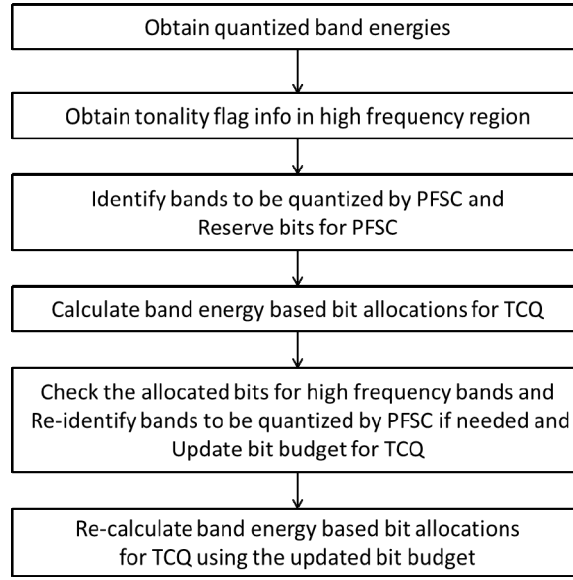 Obtain quantized band energies
Obtain tonality flag info in high frequency region
Identify bands to be quantized by PFSC and
Reserve bits for PFSC
Calculate band energy based bit allocations for TCQ
Check the allocated bits for high frequency bands and
Re-identify bands to be quantized by PFSC if needed and
Update bit budget for TCQ
Re-calculate band energy based bit allocations
for TCQ using the updated bit budget